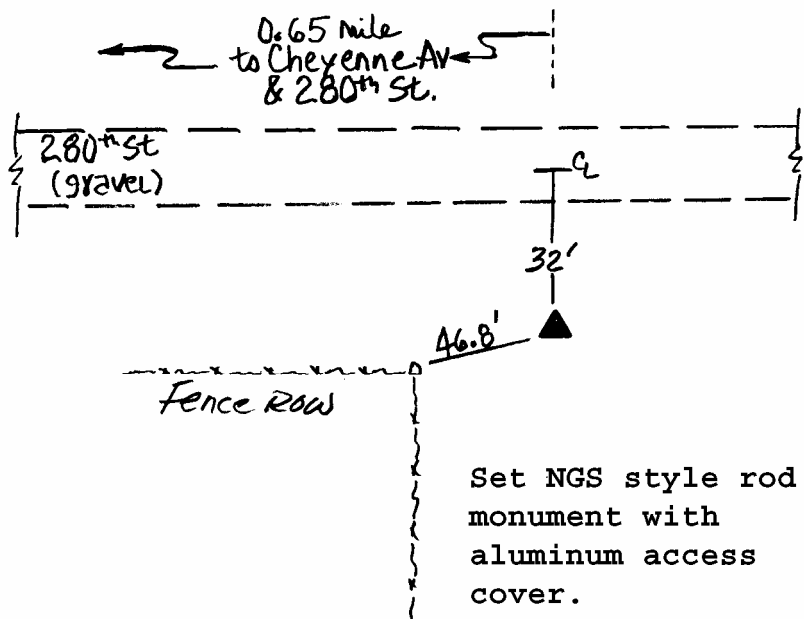 0.65 mile
to Cheyenne Av
& 280th St.
280th St
(gravel)
CL
32'
46.8'
Fence Row
Set NGS style rod
monument with
aluminum access
cover.